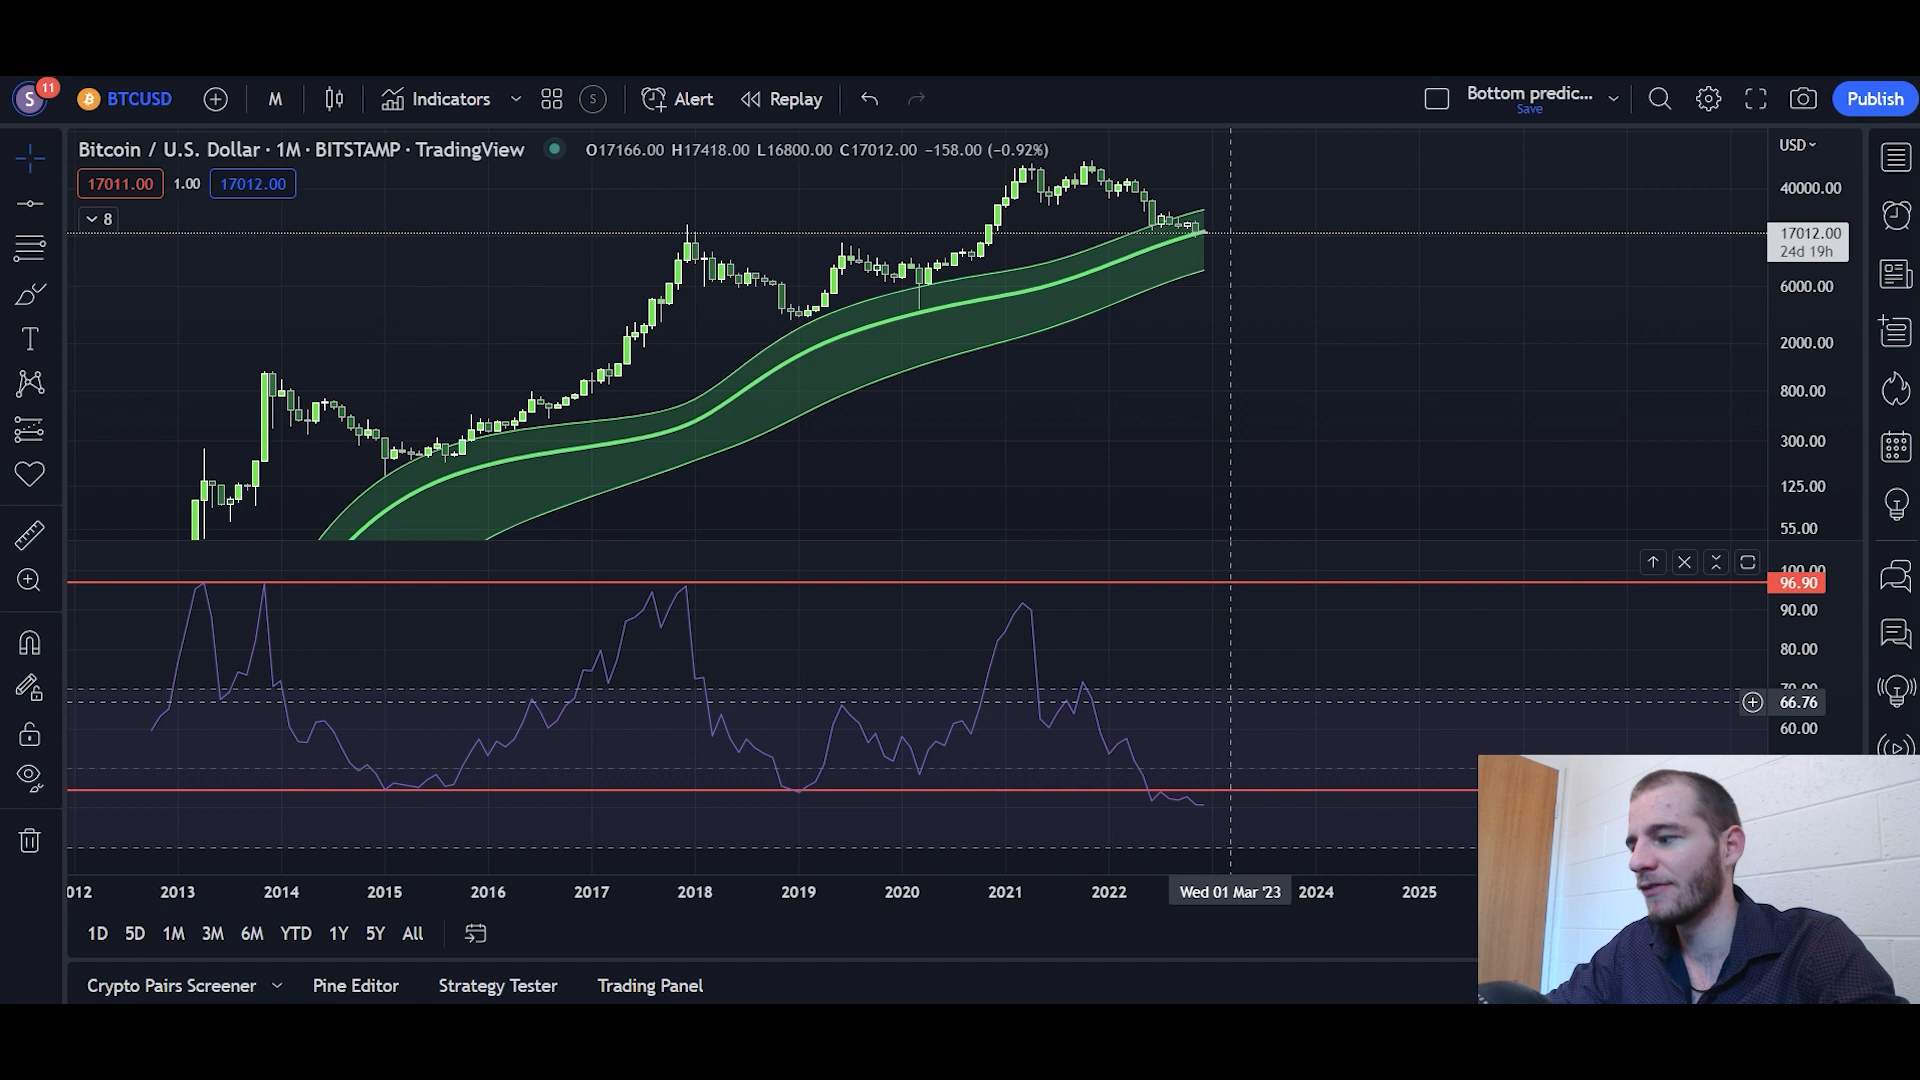 S 11 BTCUSD M Indicators S Alert Replay Bottom predic... Save Publish
Bitcoin / U.S. Dollar · 1M · BITSTAMP · TradingView O17166.00 H17418.00 L16800.00 C17012.00 −158.00 (−0.92%)
17011.00 1.00 17012.00
8
USD
40000.00
17012.00
24d 19h
6000.00
2000.00
800.00
300.00
125.00
55.00
100.00
96.90
90.00
80.00
70.00
66.76
60.00
012 2013 2014 2015 2016 2017 2018 2019 2020 2021 2022 Wed 01 Mar '23 2024 2025
1D 5D 1M 3M 6M YTD 1Y 5Y All
Crypto Pairs Screener Pine Editor Strategy Tester Trading Panel
T